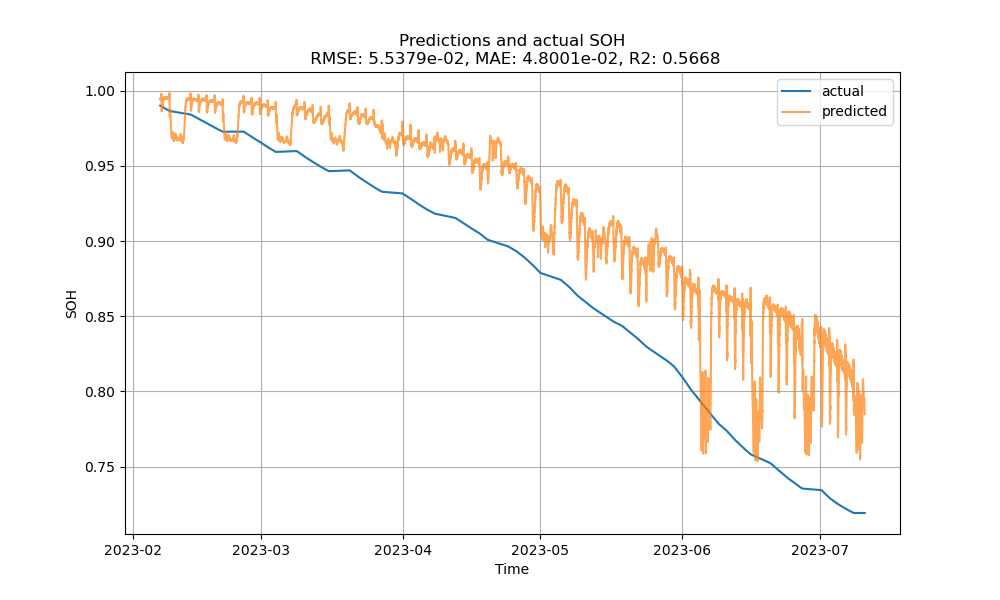 Predictions and actual SOH
RMSE: 5.5379e-02, MAE: 4.8001e-02, R2: 0.5668
actual
predicted
SOH
1.00
0.95
0.90
0.85
0.80
0.75
2023-02
2023-03
2023-04
2023-05
2023-06
2023-07
Time